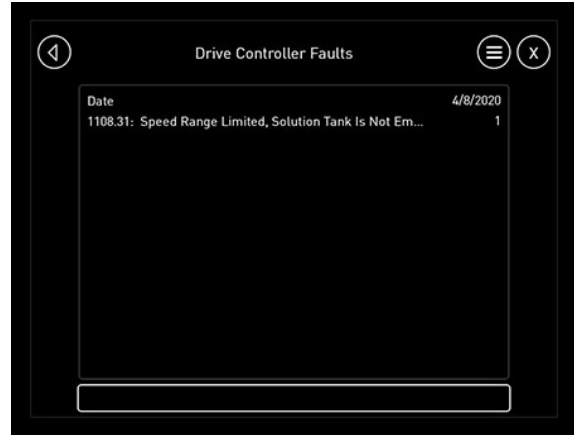 Drive Controller Faults
X
Date 4/8/2020
1108.31: Speed Range Limited, Solution Tank Is Not Em... 1